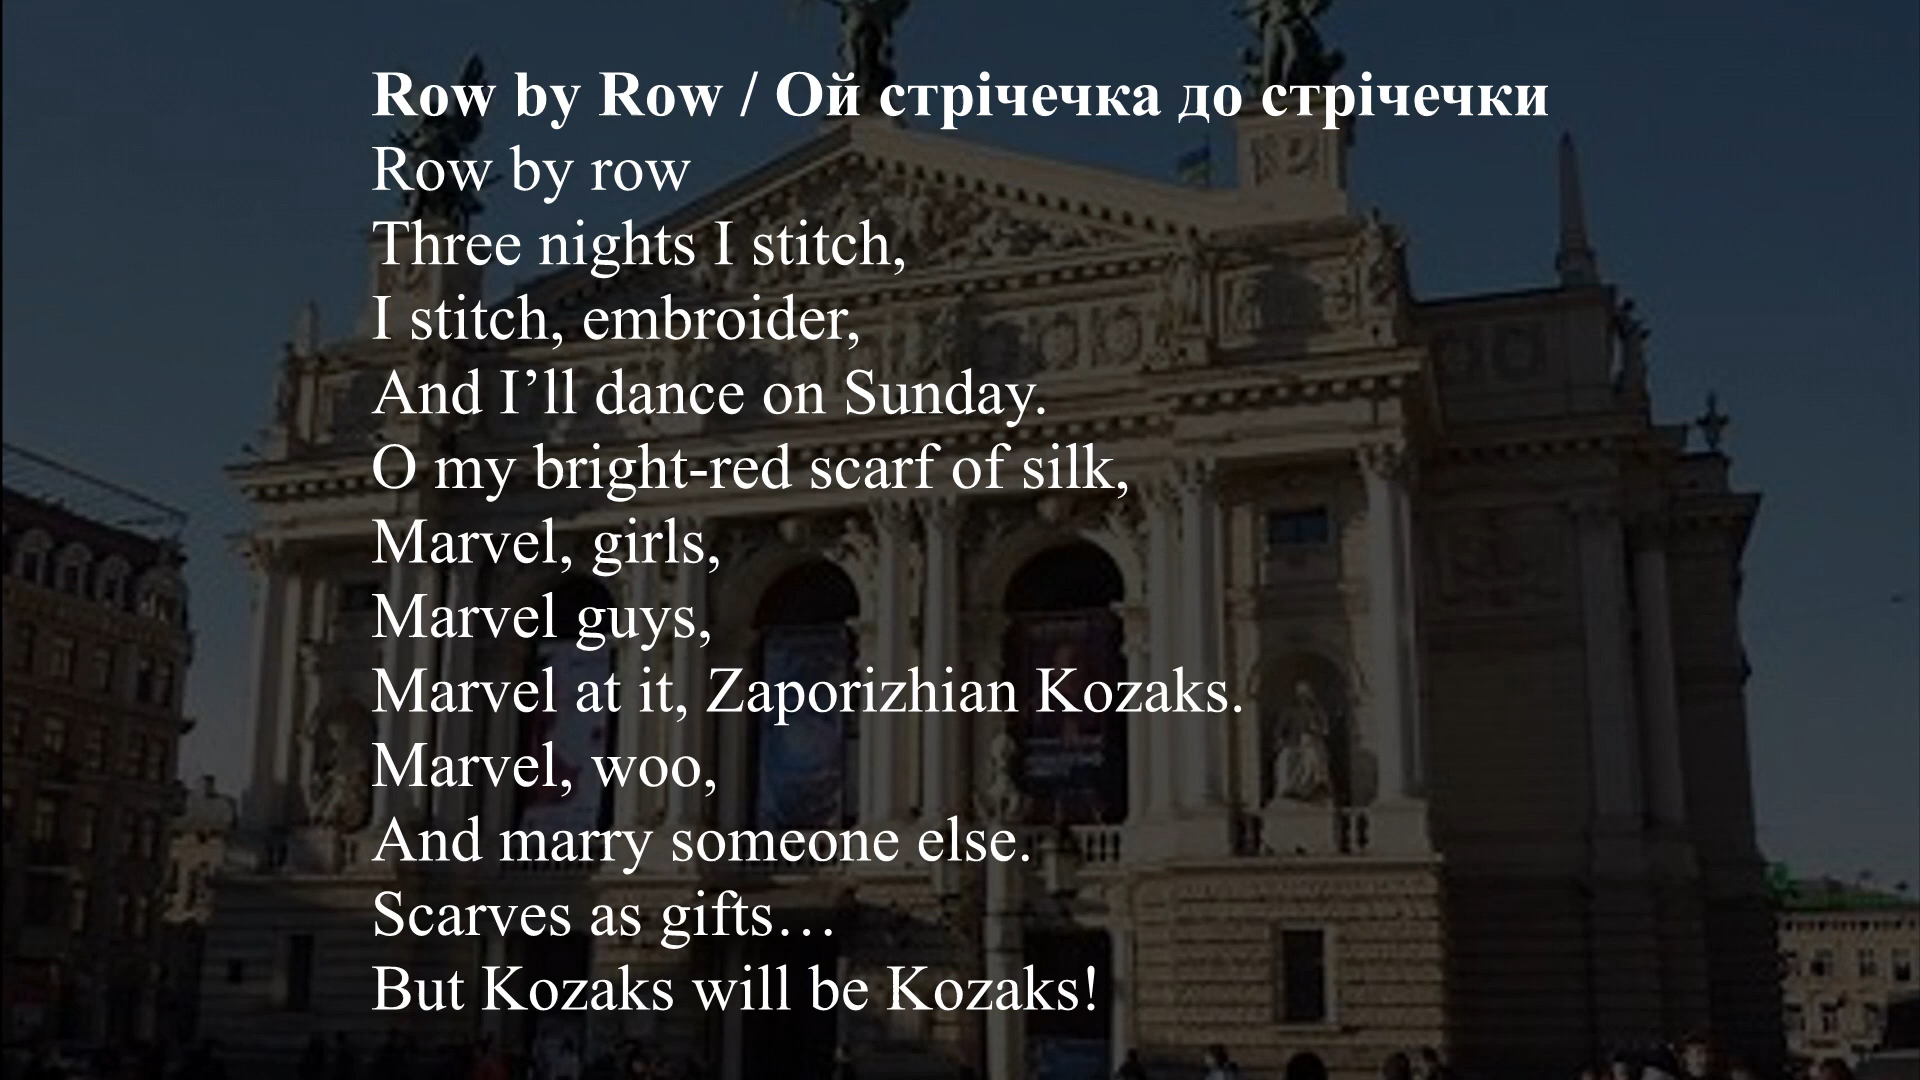 Row by Row / Ой стрічечка до стрічечки
Row by row
Three nights I stitch,
I stitch, embroider,
And I’ll dance on Sunday.
O my bright-red scarf of silk,
Marvel, girls,
Marvel guys,
Marvel at it, Zaporizhian Kozaks.
Marvel, woo,
And marry someone else.
Scarves as gifts…
But Kozaks will be Kozaks!